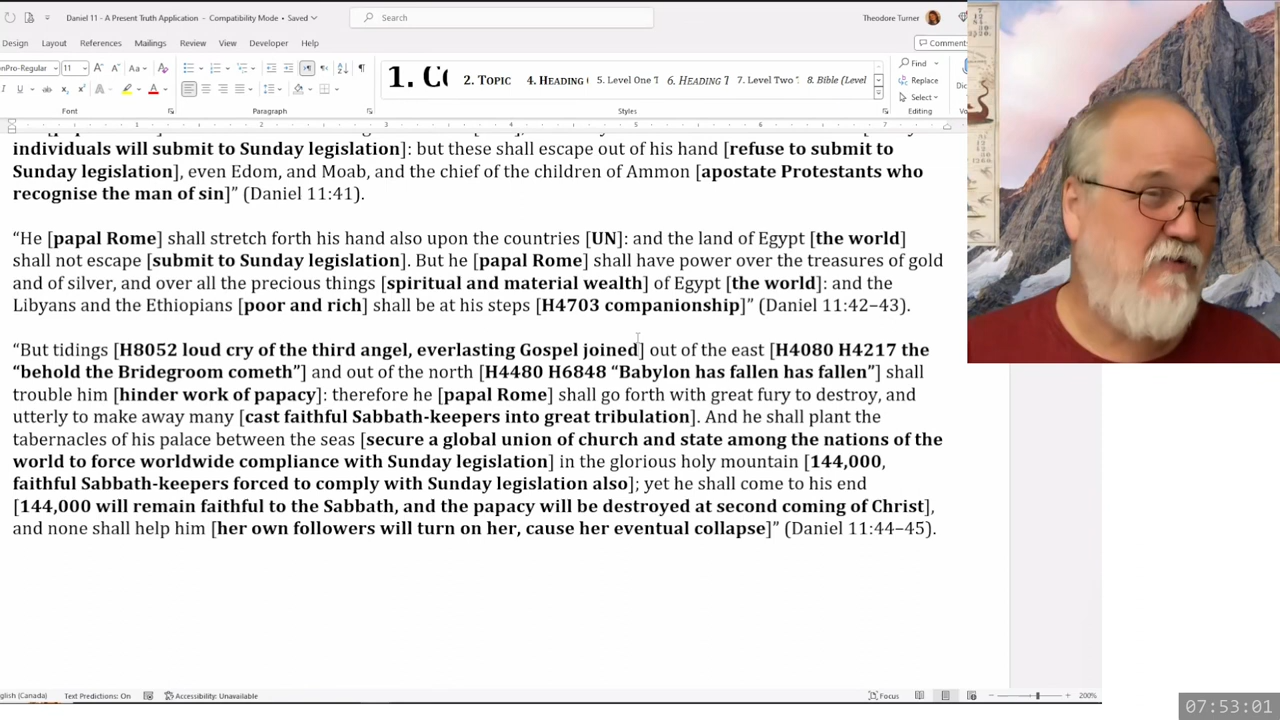 Daniel 11 - A Present Truth Application - Compatibility Mode • Saved
Search
Theodore Turner
Design Layout References Mailings Review View Developer Help
Comment
nPro-Regular 11 Aa
1. Co 2. Topic 4. Heading 5. Level One 6. Heading 7. Level Two 8. Bible (Level
Find
Replace
Select
Dic
Font Paragraph Styles Editing
1 2 3 4 5 6 7
individuals will submit to Sunday legislation]: but these shall escape out of his hand [refuse to submit to
Sunday legislation], even Edom, and Moab, and the chief of the children of Ammon [apostate Protestants who
recognise the man of sin]” (Daniel 11:41).
“He [papal Rome] shall stretch forth his hand also upon the countries [UN]: and the land of Egypt [the world]
shall not escape [submit to Sunday legislation]. But he [papal Rome] shall have power over the treasures of gold
and of silver, and over all the precious things [spiritual and material wealth] of Egypt [the world]: and the
Libyans and the Ethiopians [poor and rich] shall be at his steps [H4703 companionship]” (Daniel 11:42–43).
“But tidings [H8052 loud cry of the third angel, everlasting Gospel joined] out of the east [H4080 H4217 the
“behold the Bridegroom cometh”] and out of the north [H4480 H6848 “Babylon has fallen has fallen”] shall
trouble him [hinder work of papacy]: therefore he [papal Rome] shall go forth with great fury to destroy, and
utterly to make away many [cast faithful Sabbath-keepers into great tribulation]. And he shall plant the
tabernacles of his palace between the seas [secure a global union of church and state among the nations of the
world to force worldwide compliance with Sunday legislation] in the glorious holy mountain [144,000,
faithful Sabbath-keepers forced to comply with Sunday legislation also]; yet he shall come to his end
[144,000 will remain faithful to the Sabbath, and the papacy will be destroyed at second coming of Christ],
and none shall help him [her own followers will turn on her, cause her eventual collapse]” (Daniel 11:44–45).
glish (Canada) Text Predictions: On Accessibility: Unavailable Focus 200%
07:53:01